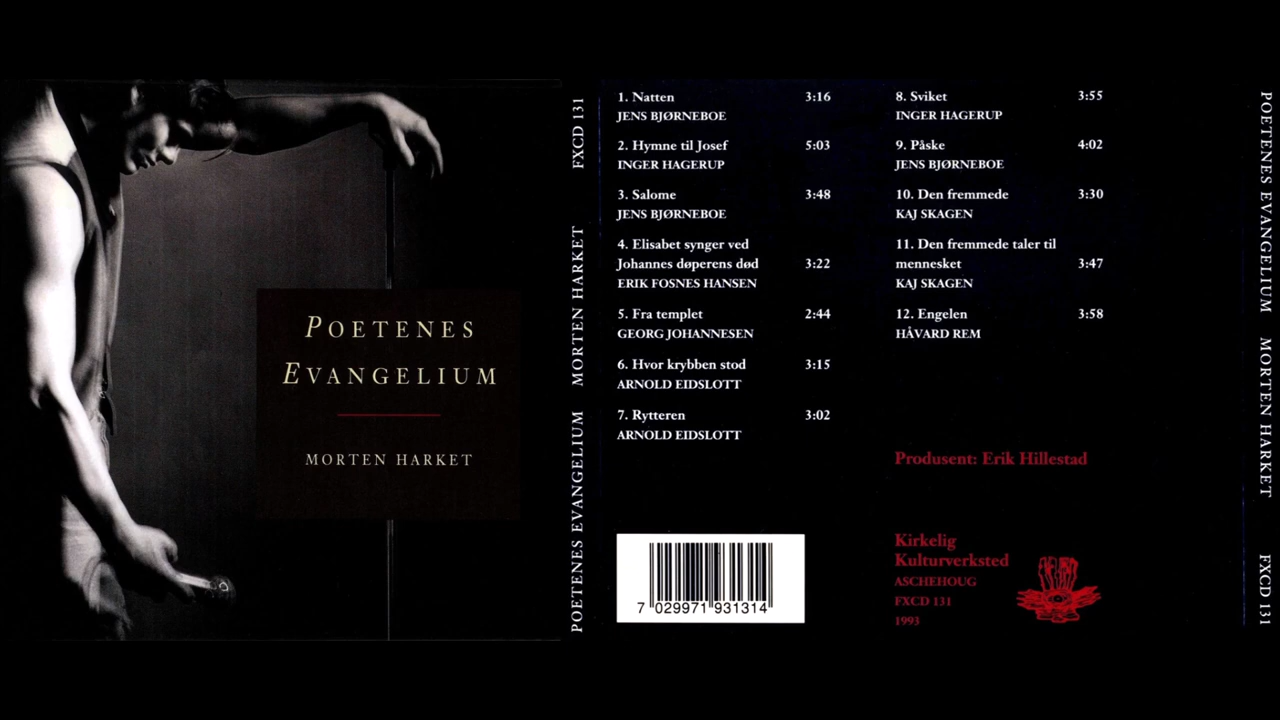 POETENES
EVANGELIUM
MORTEN HARKET
POETENES EVANGELIUM MORTEN HARKET FXCD 131
1. Natten 3:16
JENS BJØRNEBOE
2. Hymne til Josef 5:03
INGER HAGERUP
3. Salome 3:48
JENS BJØRNEBOE
4. Elisabet synger ved
Johannes døperens død 3:22
ERIK FOSNES HANSEN
5. Fra templet 2:44
GEORG JOHANNESEN
6. Hvor krybben stod 3:15
ARNOLD EIDSLOTT
7. Rytteren 3:02
ARNOLD EIDSLOTT
7 029971 931314
8. Sviket 3:55
INGER HAGERUP
9. Påske 4:02
JENS BJØRNEBOE
10. Den fremmede 3:30
KAJ SKAGEN
11. Den fremmede taler til
mennesket 3:47
KAJ SKAGEN
12. Engelen 3:58
HÅVARD REM
Produsent: Erik Hillestad
Kirkelig
Kulturverksted
ASCHEHOUG
FXCD 131
1993
POETENES EVANGELIUM MORTEN HARKET FXCD 131